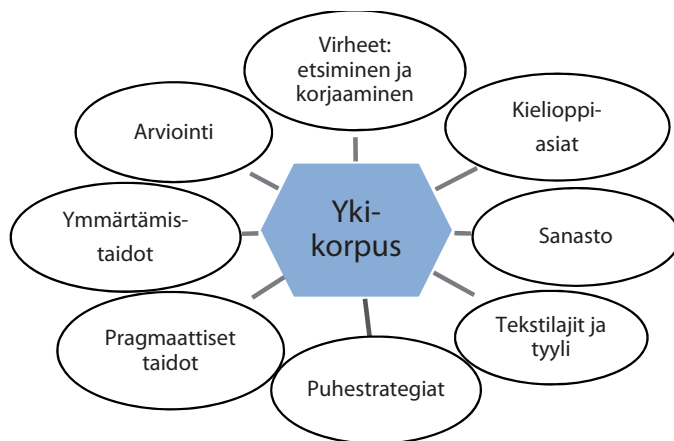 Virheet:
etsiminen ja
korjaaminen
Kielioppi-
asiat
Sanasto
Tekstilajit ja
tyyli
Puhestrategiat
Pragmaattiset
taidot
Ymmärtämis-
taidot
Arviointi
Yki-
korpus